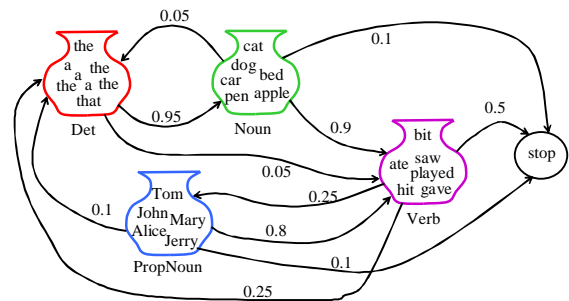 0.05
the
a
a
the
the
a
the
that
Det
0.95
cat
dog
car
bed
pen
apple
Noun
0.1
0.9
bit
ate
saw
played
hit
gave
Verb
0.5
stop
0.05
0.25
Tom
John
Mary
Alice
Jerry
PropNoun
0.1
0.8
0.1
0.25